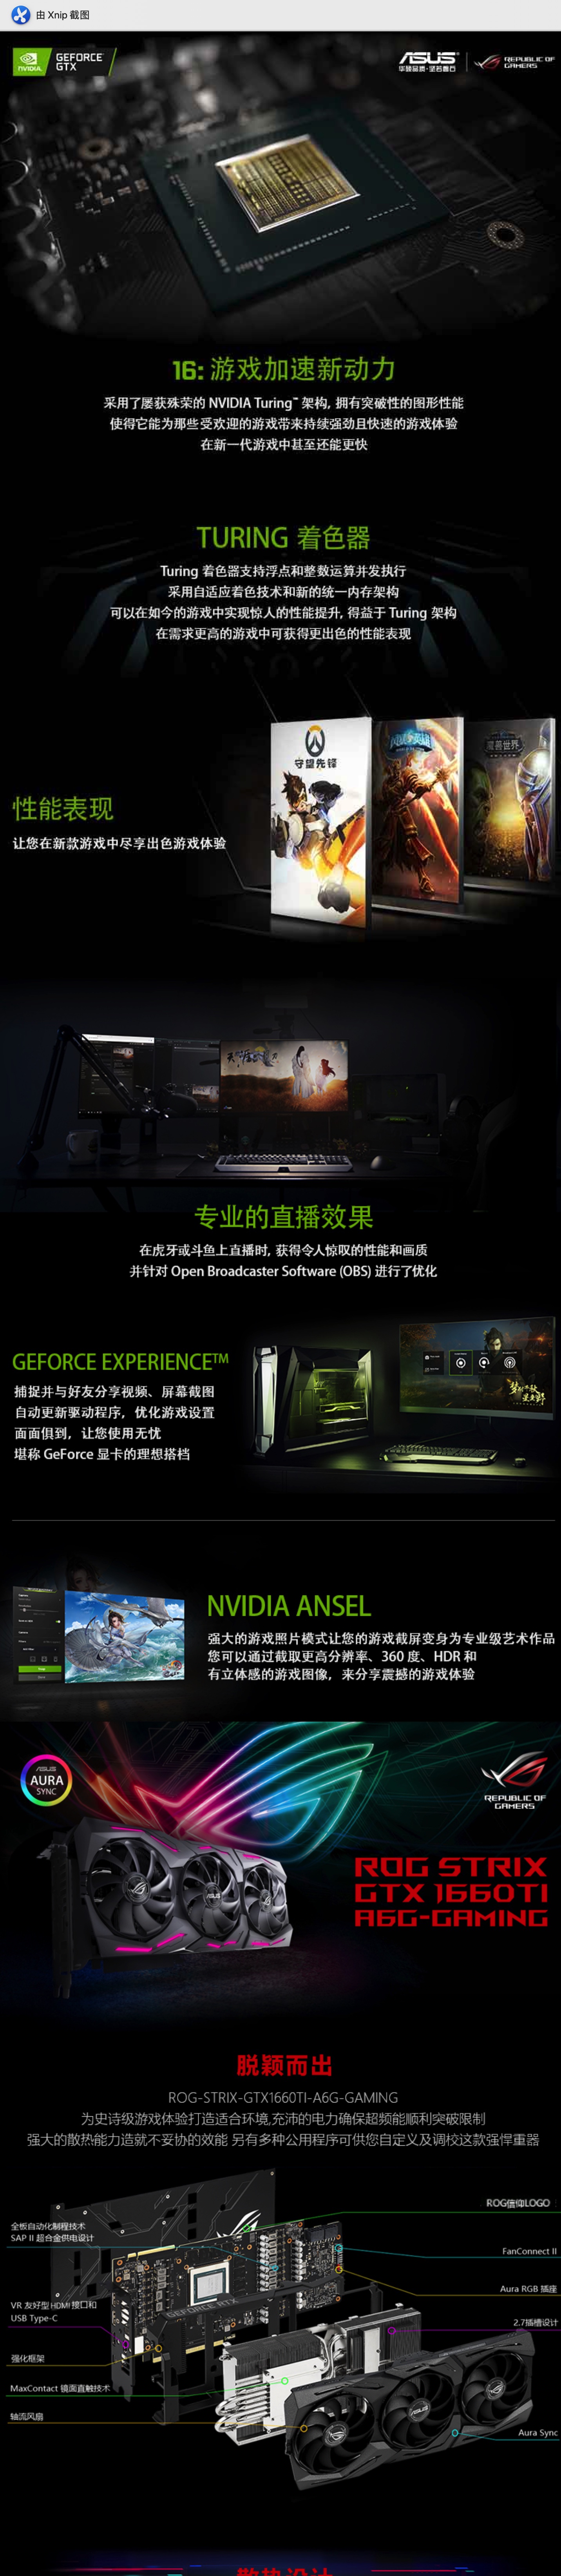 由 Xnip 截图
NVIDIA
GEFORCE
GTX
ASUS
华硕品质·坚若磐石
REPUBLIC OF
GAMERS
16: 游戏加速新动力
采用了屡获殊荣的 NVIDIA Turing™ 架构, 拥有突破性的图形性能
使得它能为那些受欢迎的游戏带来持续强劲且快速的游戏体验
在新一代游戏中甚至还能更快
TURING 着色器
Turing 着色器支持浮点和整数运算并发执行
采用自适应着色技术和新的统一内存架构
可以在如今的游戏中实现惊人的性能提升, 得益于 Turing 架构
在需求更高的游戏中可获得更出色的性能表现
守望先锋
风暴英雄
魔兽世界
性能表现
让您在新款游戏中尽享出色游戏体验
专业的直播效果
在虎牙或斗鱼上直播时, 获得令人惊叹的性能和画质
并针对 Open Broadcaster Software (OBS) 进行了优化
GEFORCE EXPERIENCE™
捕捉并与好友分享视频、屏幕截图
自动更新驱动程序，优化游戏设置
面面俱到，让您使用无忧
堪称 GeForce 显卡的理想搭档
NVIDIA ANSEL
强大的游戏照片模式让您的游戏截屏变身为专业级艺术作品
您可以通过截取更高分辨率、360 度、HDR 和
有立体感的游戏图像，来分享震撼的游戏体验
ASUS
AURA
SYNC
REPUBLIC OF
GAMERS
ASUS
ROG STRIX
GTX 1660TI
A6G-GAMING
脱颖而出
ROG-STRIX-GTX1660TI-A6G-GAMING
为史诗级游戏体验打造适合环境,充沛的电力确保超频能顺利突破限制
强大的散热能力造就不妥协的效能 另有多种公用程序可供您自定义及调校这款强悍重器
ROG信仰LOGO
全板自动化制程技术
SAP II 超合金供电设计
FanConnect II
Aura RGB 插座
VR 友好型HDMI接口和
USB Type-C
2.7插槽设计
强化框架
MaxContact 镜面直触技术
轴流风扇
Aura Sync
GEFORCE GTX
ASUS
散热设计